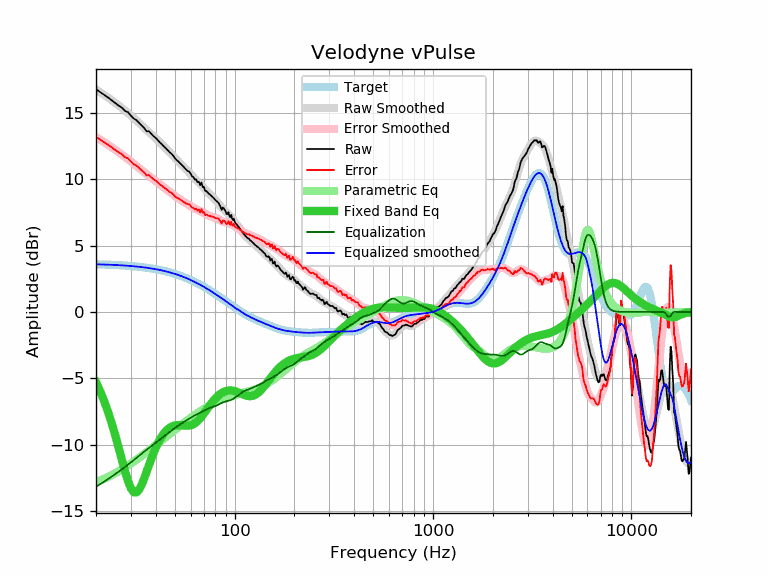 Velodyne vPulse
Target
Raw Smoothed
Error Smoothed
Raw
Error
Parametric Eq
Fixed Band Eq
Equalization
Equalized smoothed
15
10
5
0
−5
−10
−15
Amplitude (dBr)
100
1000
10000
Frequency (Hz)